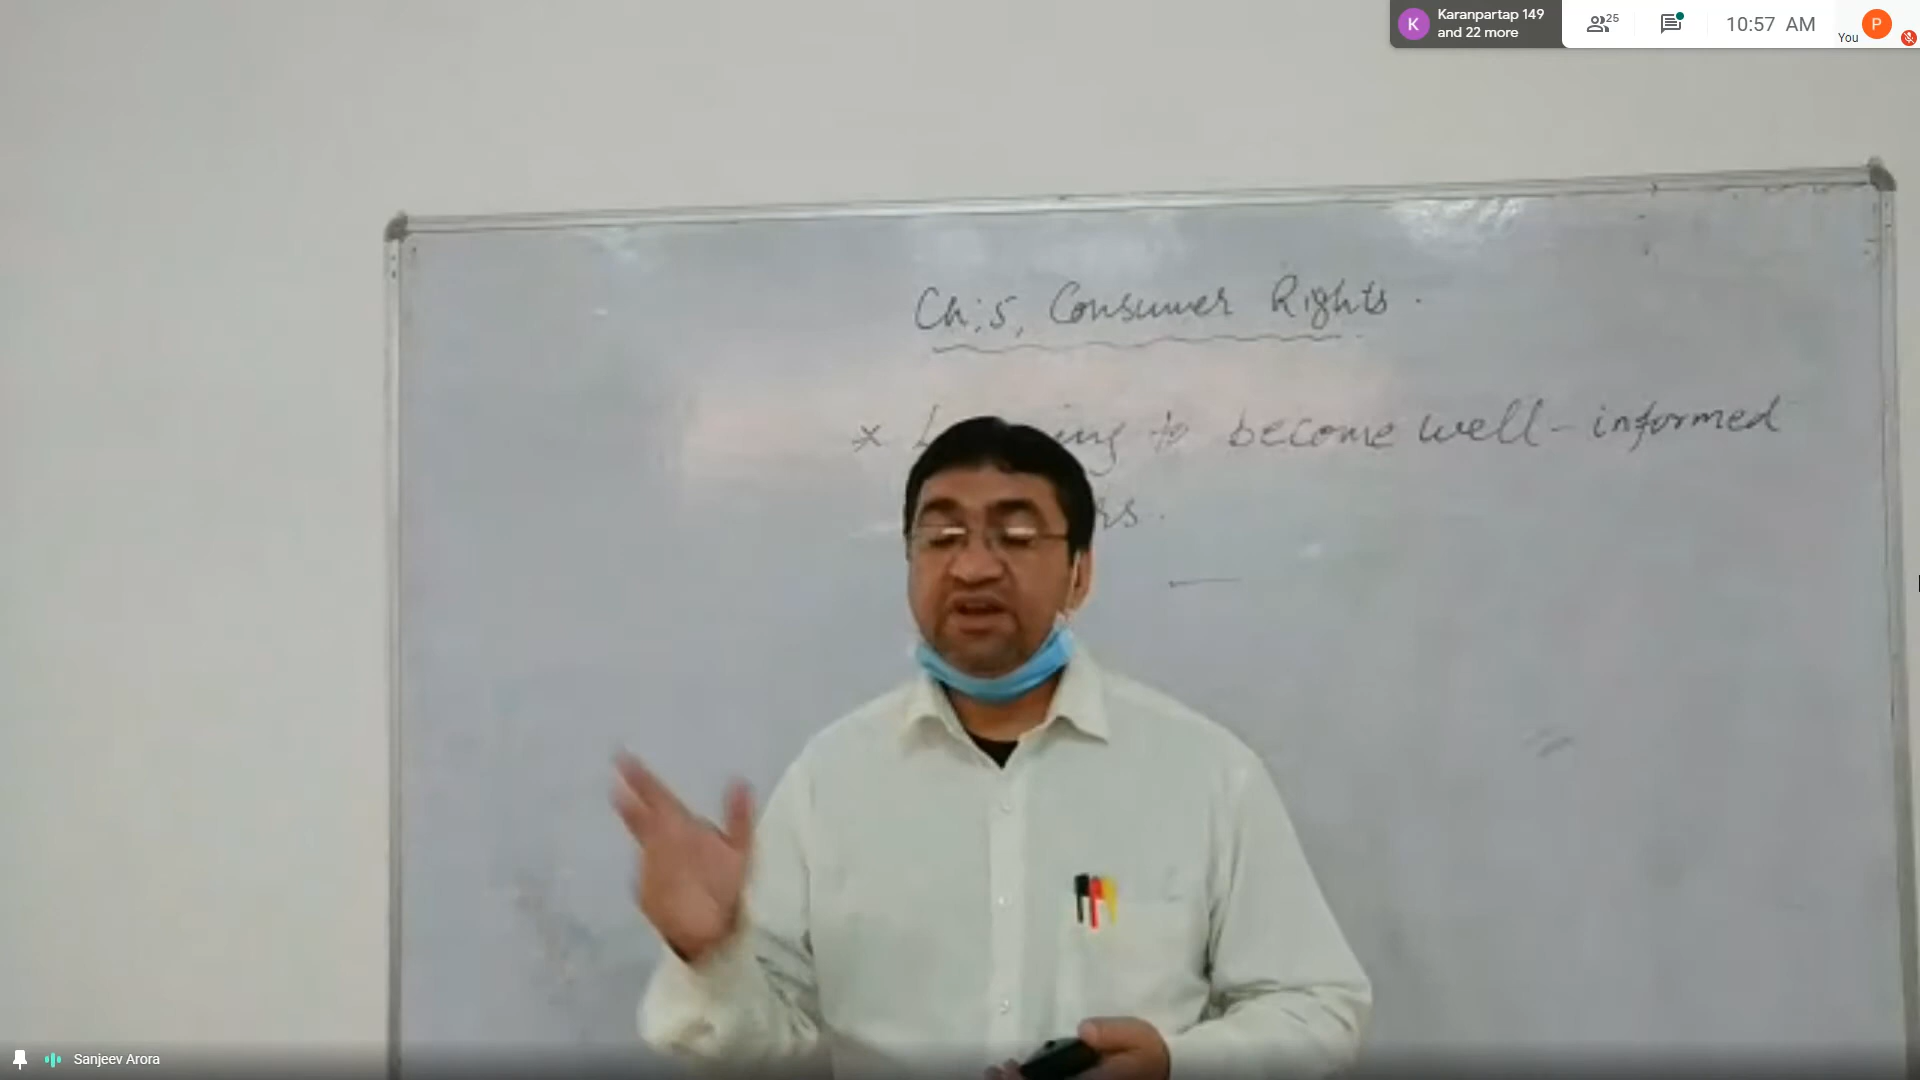 Karanpartap 149
and 22 more
25
10:57 AM
You
K
P
Ch:5, Consumer Rights.
* to become well-informed
Sanjeev Arora